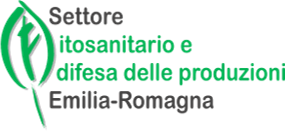 Settore
Fitosanitario e
difesa delle produzioni
Emilia-Romagna